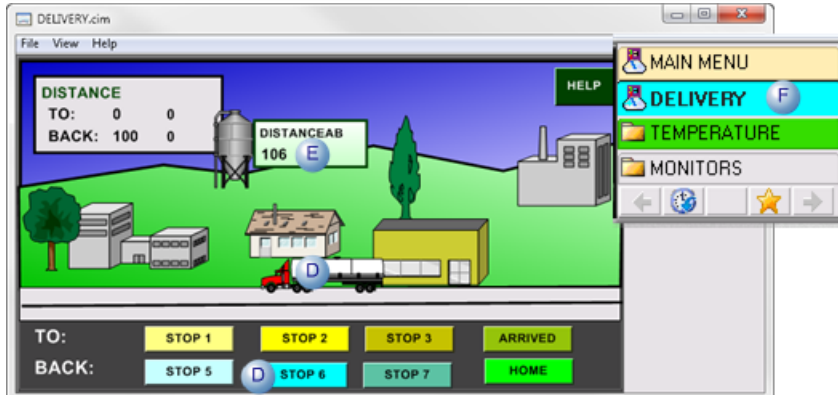 DELIVERY.cim
File View Help
DISTANCE
TO: 0 0
BACK: 100 0
DISTANCEAB
106 E
HELP
MAIN MENU
DELIVERY F
TEMPERATURE
MONITORS
D
TO: STOP 1 STOP 2 STOP 3 ARRIVED
BACK: STOP 5 D STOP 6 STOP 7 HOME